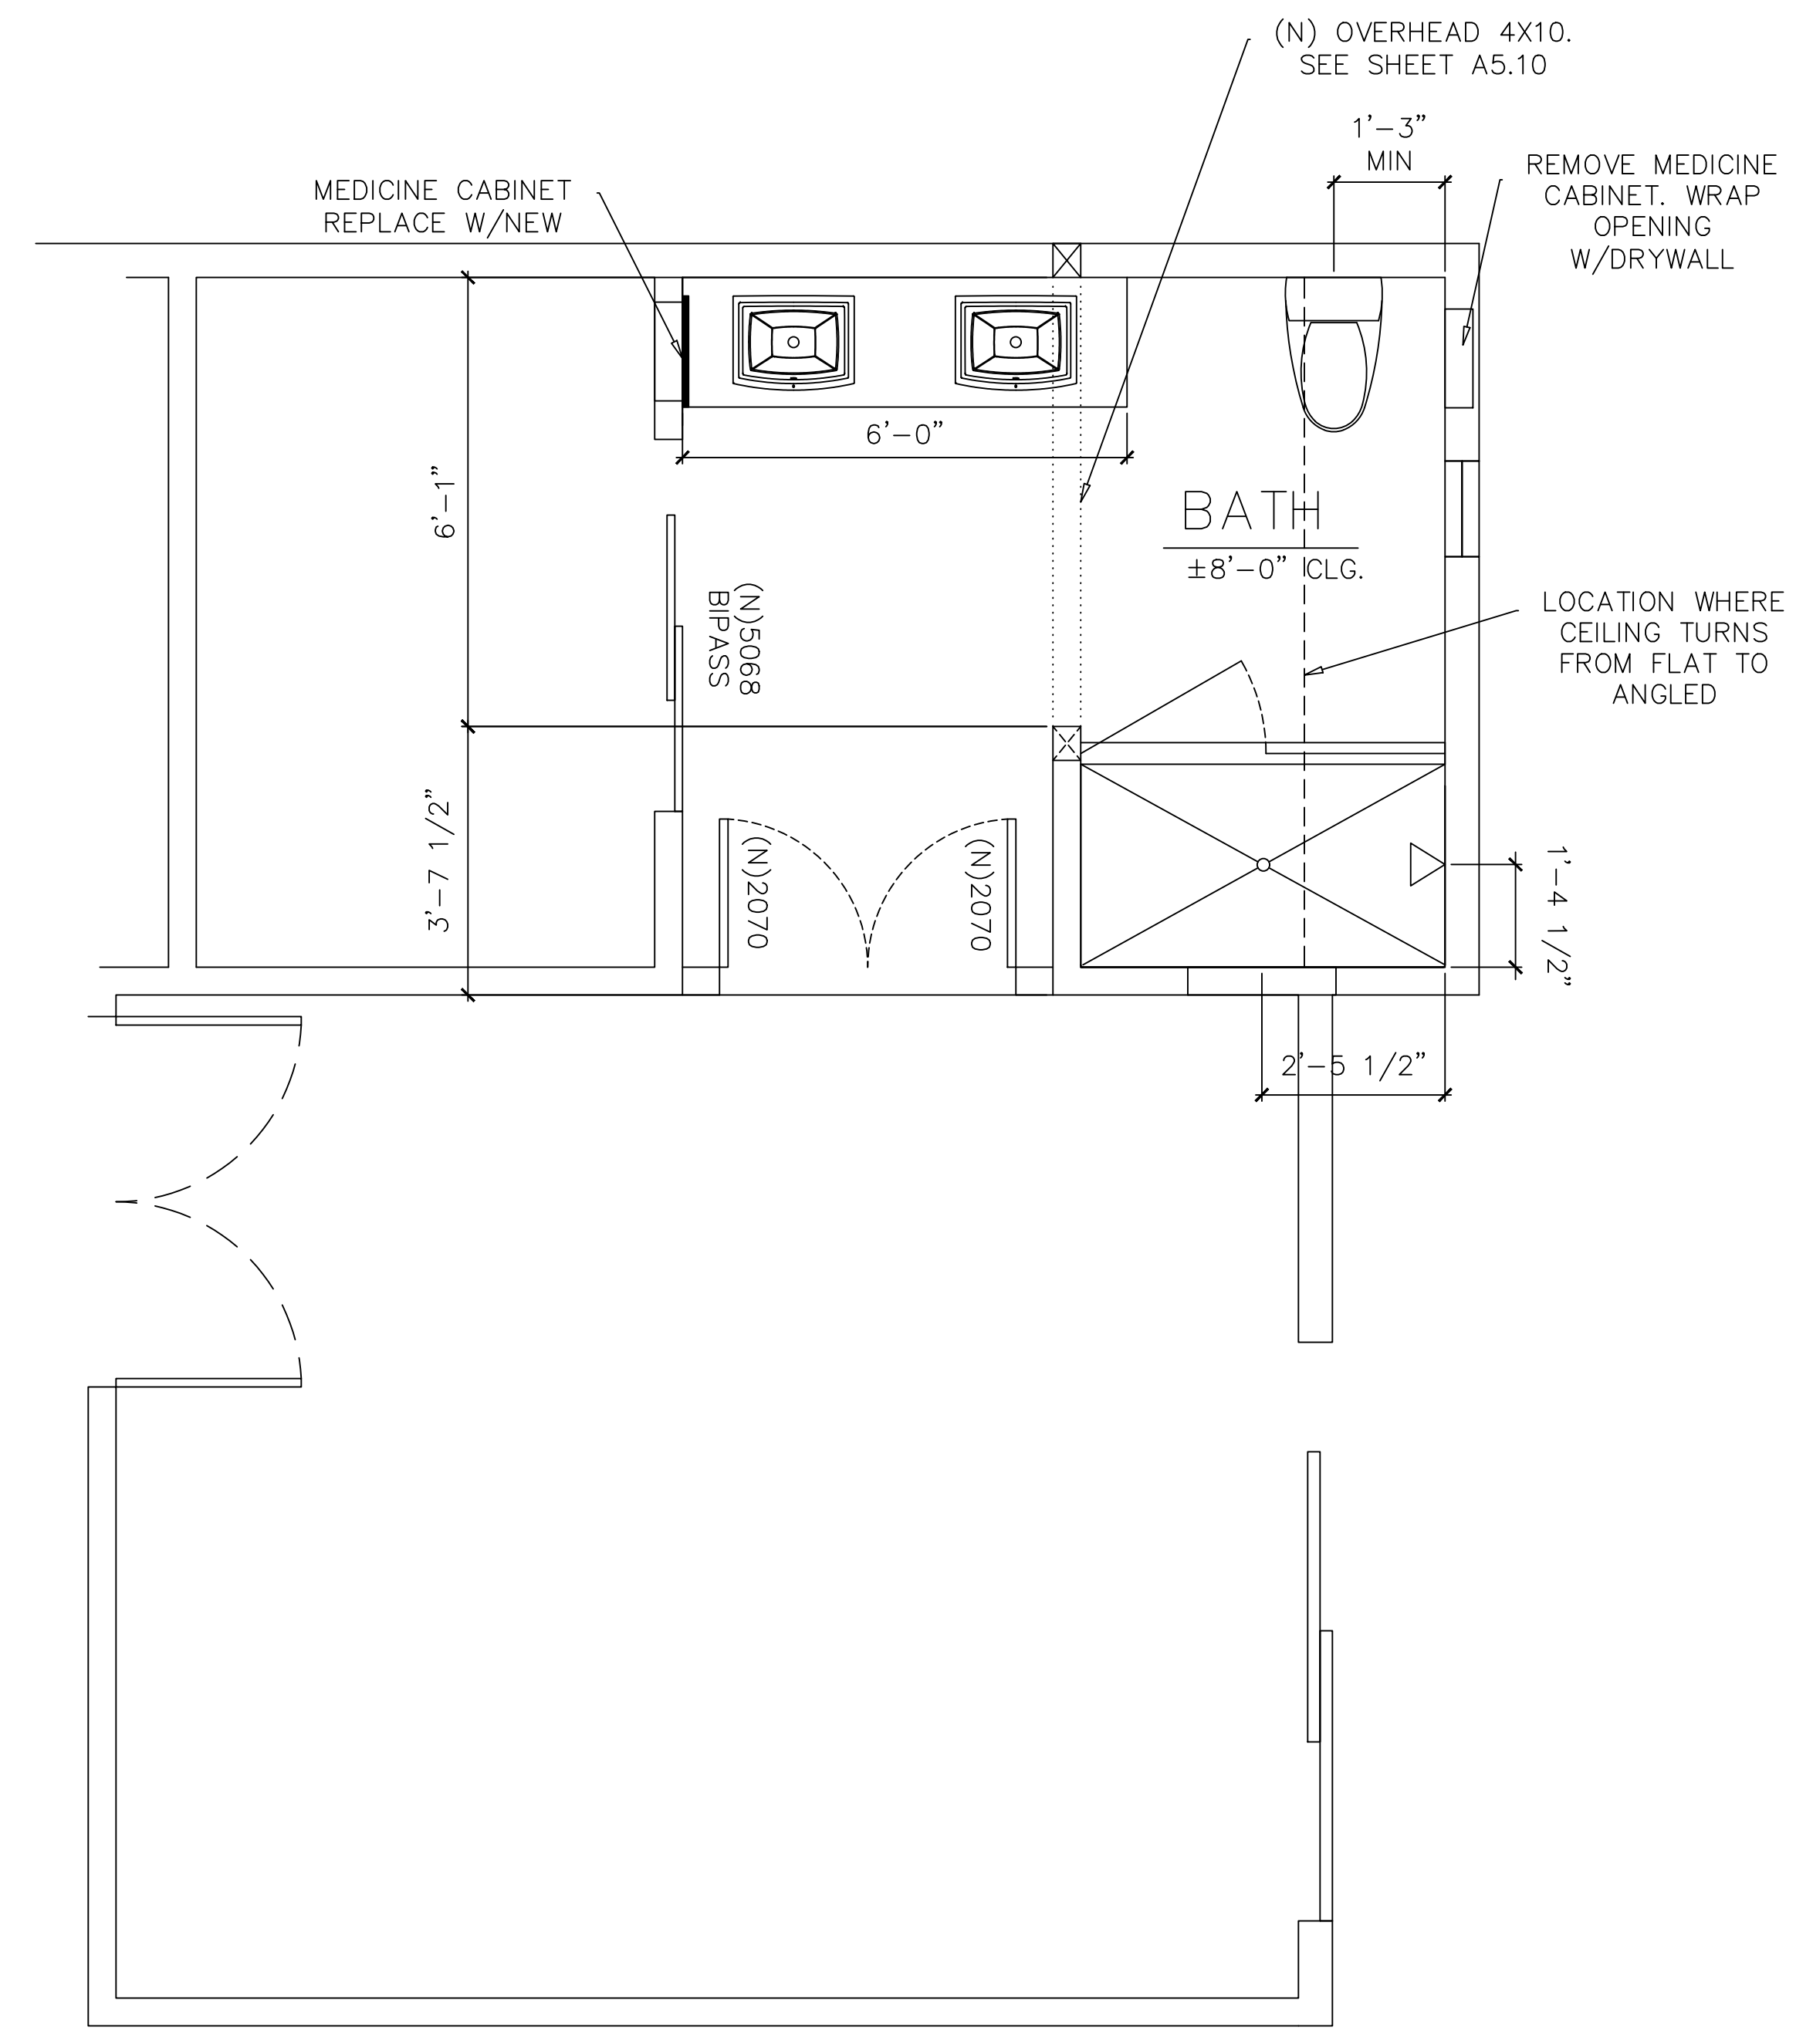 (N) OVERHEAD 4X10.
SEE SHEET A5.10
1'-3"
MIN
REMOVE MEDICINE
CABINET. WRAP
OPENING
W/DRYWALL
MEDICINE CABINET
REPLACE W/NEW
6'-0"
6'-1"
BATH
±8'-0" CLG.
(N)5068
BIPASS
LOCATION WHERE
CEILING TURNS
FROM FLAT TO
ANGLED
3'-7 1/2"
(N)2070
(N)2070
1'-4 1/2"
2'-5 1/2"